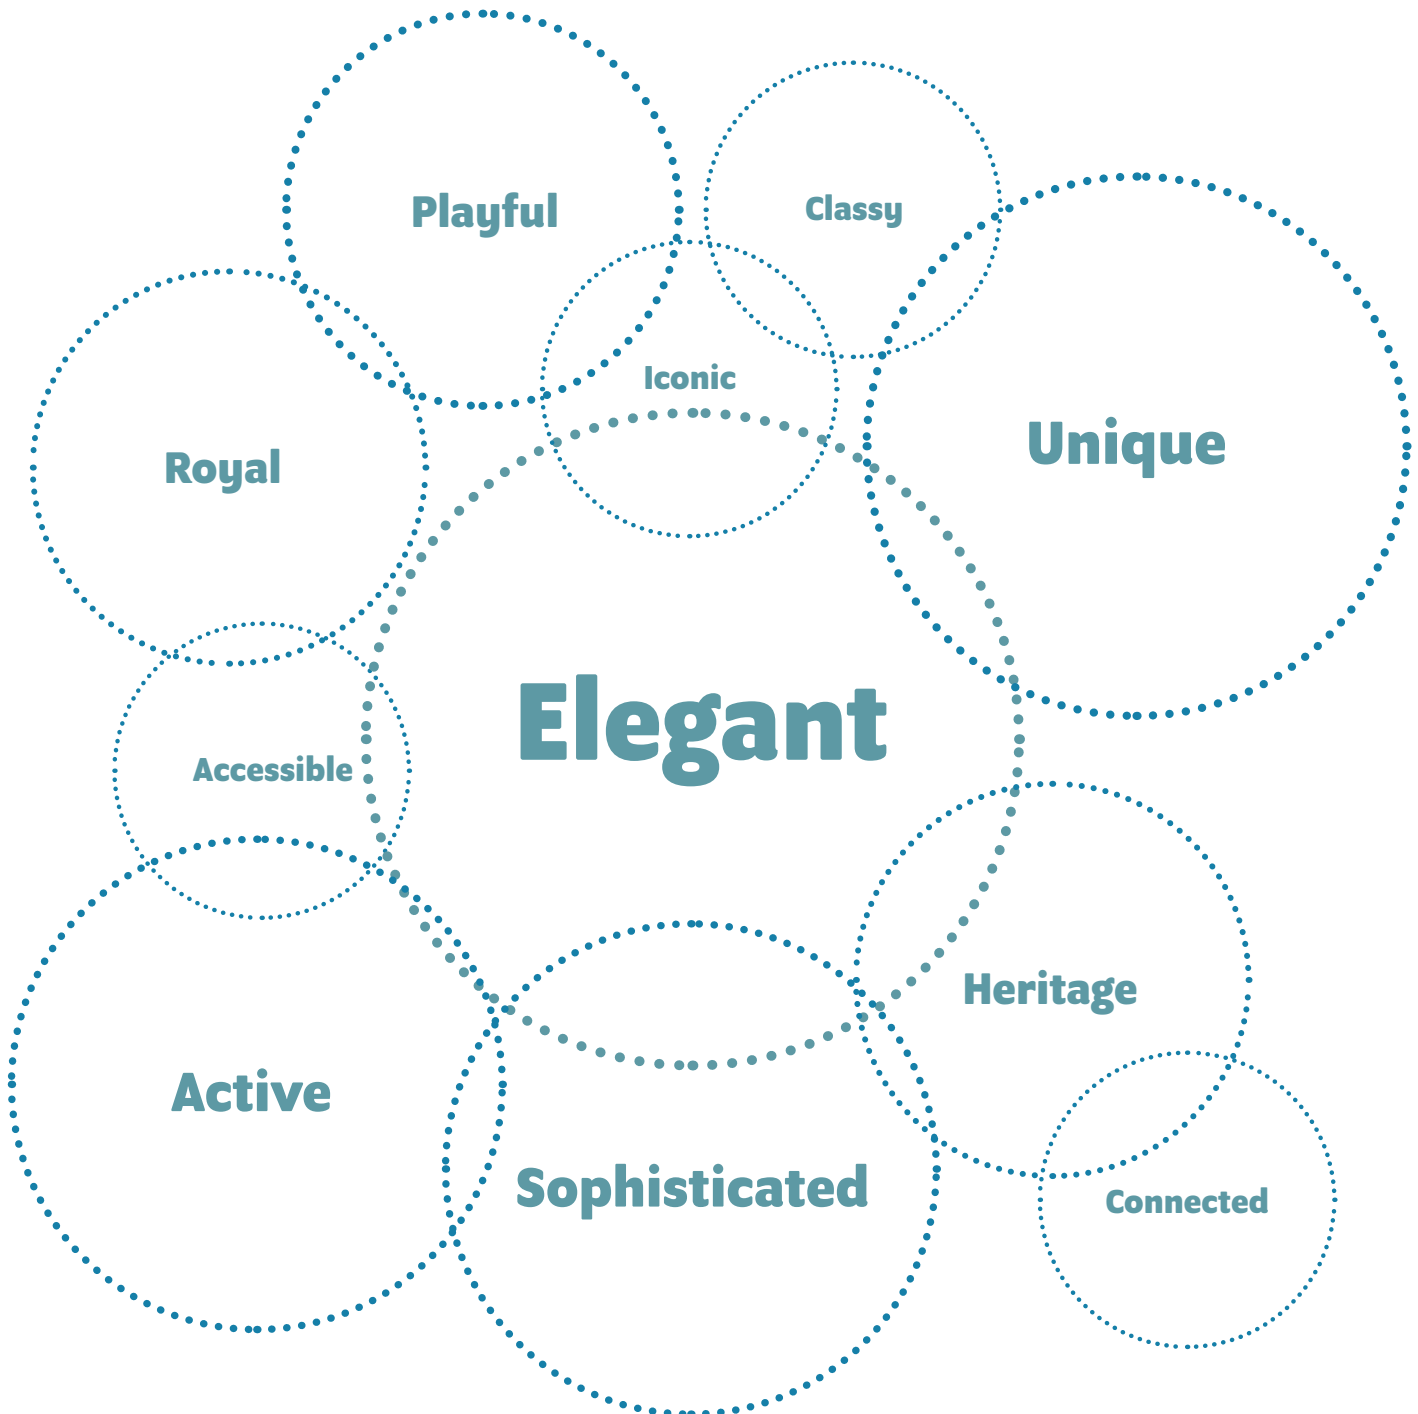 Playful
Classy
Iconic
Unique
Royal
Elegant
Accessible
Heritage
Active
Sophisticated
Connected